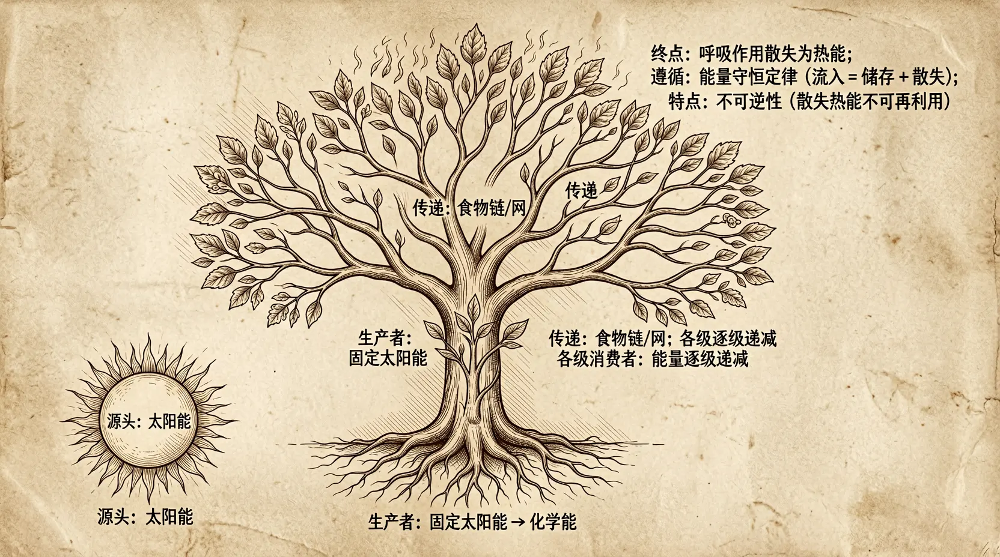 终点：呼吸作用散失为热能；
遵循：能量守恒定律（流入 = 储存 + 散失）；
特点：不可逆性（散失热能不可再利用）
传递
传递：食物链/网
生产者：
固定太阳能
传递：食物链/网；各级逐级递减
各级消费者：能量逐级递减
源头：太阳能
源头：太阳能
生产者：固定太阳能 → 化学能